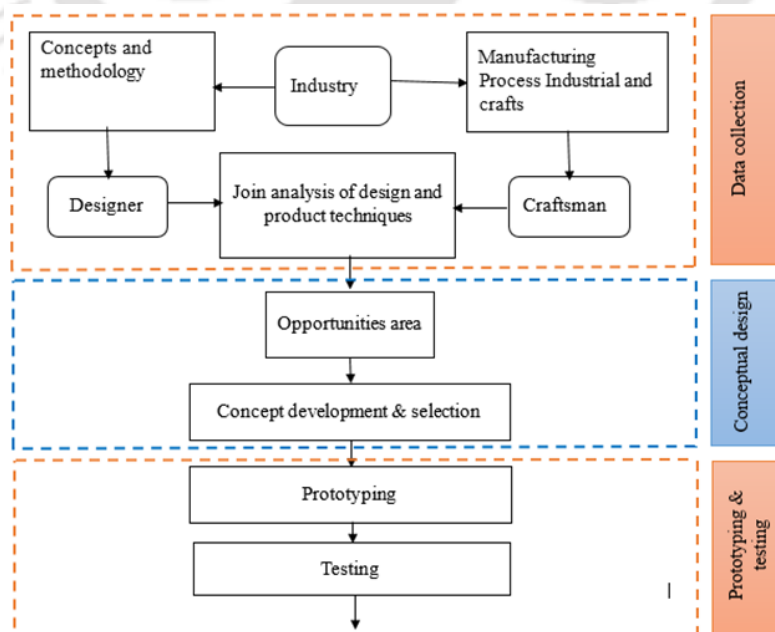 Concepts and
methodology
Industry
Manufacturing
Process Industrial and
crafts
Designer
Join analysis of design and
product techniques
Craftsman
Data collection
Opportunities area
Concept development & selection
Conceptual design
Prototyping
Testing
Prototyping &
testing